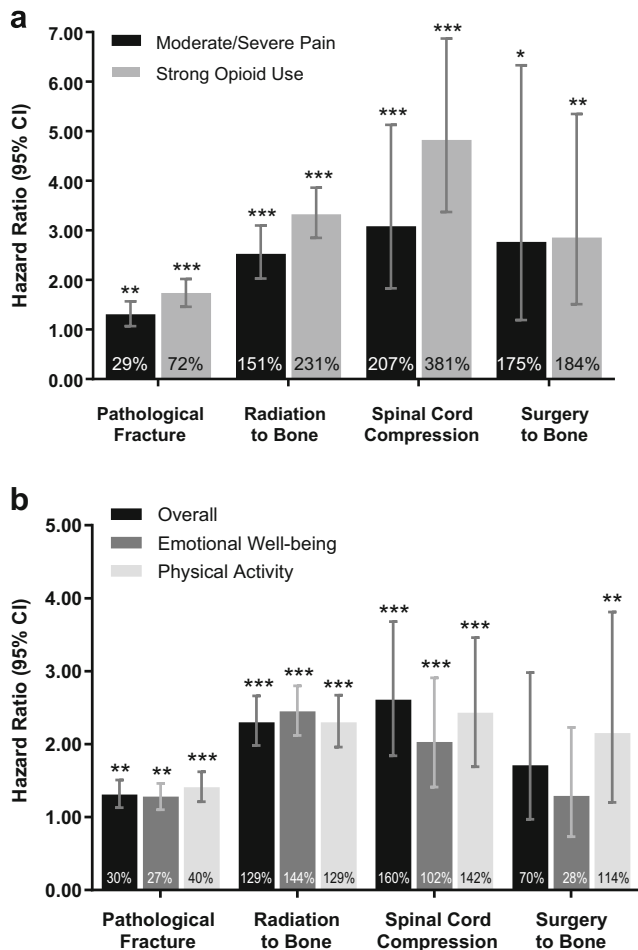 a
Hazard Ratio (95% CI)
7.00
6.00
5.00
4.00
3.00
2.00
1.00
0.00
Moderate/Severe Pain
Strong Opioid Use
** *** *** *** *** *** * **
29% 72% 151% 231% 207% 381% 175% 184%
Pathological Radiation Spinal Cord Surgery
Fracture to Bone Compression to Bone
b
Hazard Ratio (95% CI)
5.00
4.00
3.00
2.00
1.00
0.00
Overall
Emotional Well-being
Physical Activity
** ** *** *** *** *** *** *** *** **
30% 27% 40% 129% 144% 129% 160% 102% 142% 70% 28% 114%
Pathological Radiation Spinal Cord Surgery
Fracture to Bone Compression to Bone